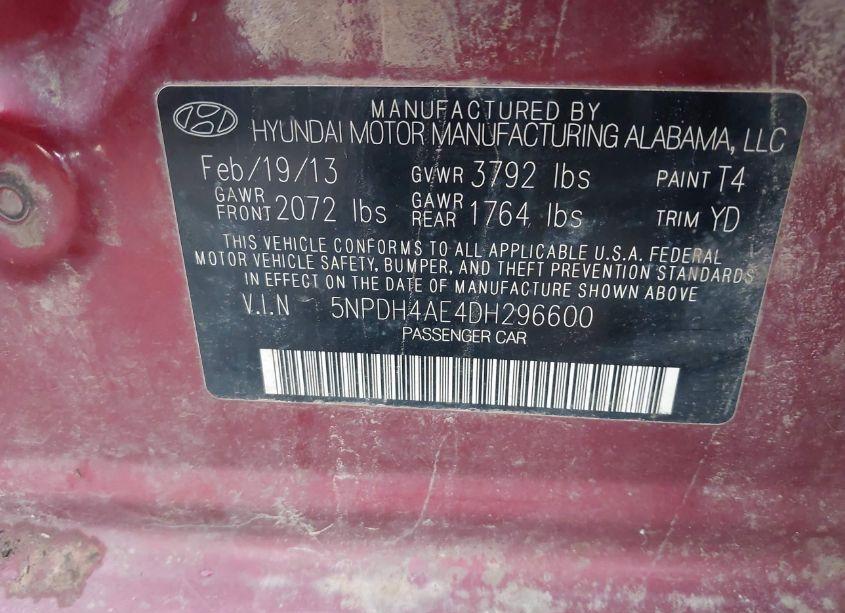 MANUFACTURED BY
HYUNDAI MOTOR MANUFACTURING ALABAMA, LLC
Feb/19/13 GVWR 3792 lbs PAINT T4
GAWR FRONT 2072 lbs GAWR REAR 1764 lbs TRIM YD
THIS VEHICLE CONFORMS TO ALL APPLICABLE U.S.A. FEDERAL
MOTOR VEHICLE SAFETY, BUMPER, AND THEFT PREVENTION STANDARDS
IN EFFECT ON THE DATE OF MANUFACTURE SHOWN ABOVE
V.I.N 5NPDH4AE4DH296600
PASSENGER CAR